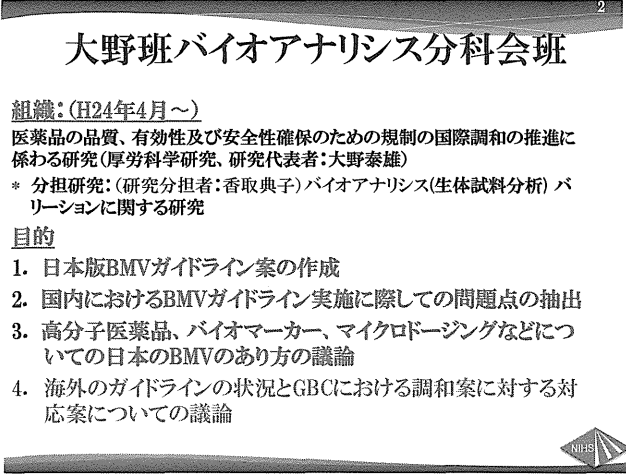 2
大野班バイオアナリシス分科会班
組織:(H24年4月～)
医薬品の品質、有効性及び安全性確保のための規制の国際調和の推進に
係わる研究(厚労科学研究、研究代表者:大野泰雄)
* 分担研究:(研究分担者:香取典子)バイオアナリシス(生体試料分析) バ
リーションに関する研究
目的
1. 日本版BMVガイドライン案の作成
2. 国内におけるBMVガイドライン実施に際しての問題点の抽出
3. 高分子医薬品、バイオマーカー、マイクロドージングなどにつ
いての日本のBMVのあり方の議論
4. 海外のガイドラインの状況とGBCにおける調和案に対する対
応案についての議論
NIHS